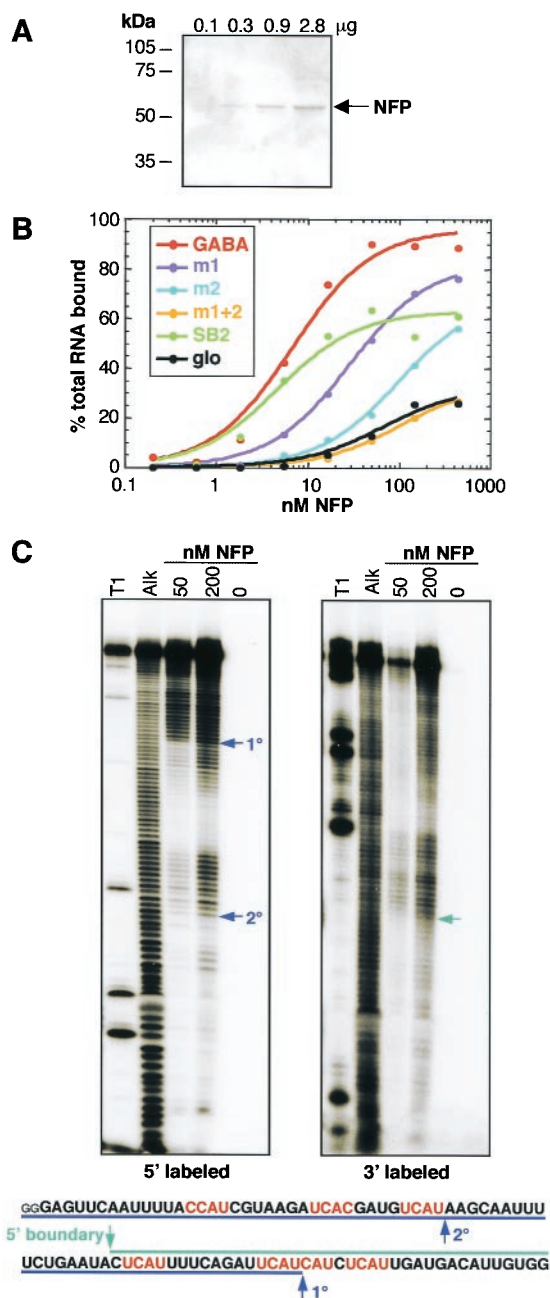 A
kDa
0.1 0.3 0.9 2.8 μg
105
75
50
35
NFP
B
% total RNA bound
100
80
60
40
20
0
GABA
m1
m2
m1+2
SB2
glo
0.1 1 10 100 1000
nM NFP
C
nM NFP
T1 Alk 50 200 0
1°
2°
5' labeled
nM NFP
T1 Alk 50 200 0
3' labeled
GGGAGUUCAAUUUUACCAUCGUAAGAUCACGAUGUCAUAAGCAAUUU
5' boundary
2°
UCUGAAUACUCAUUUUCAGAUUUCAUCAUCUCAUUGAUGACAUUGUGG
1°